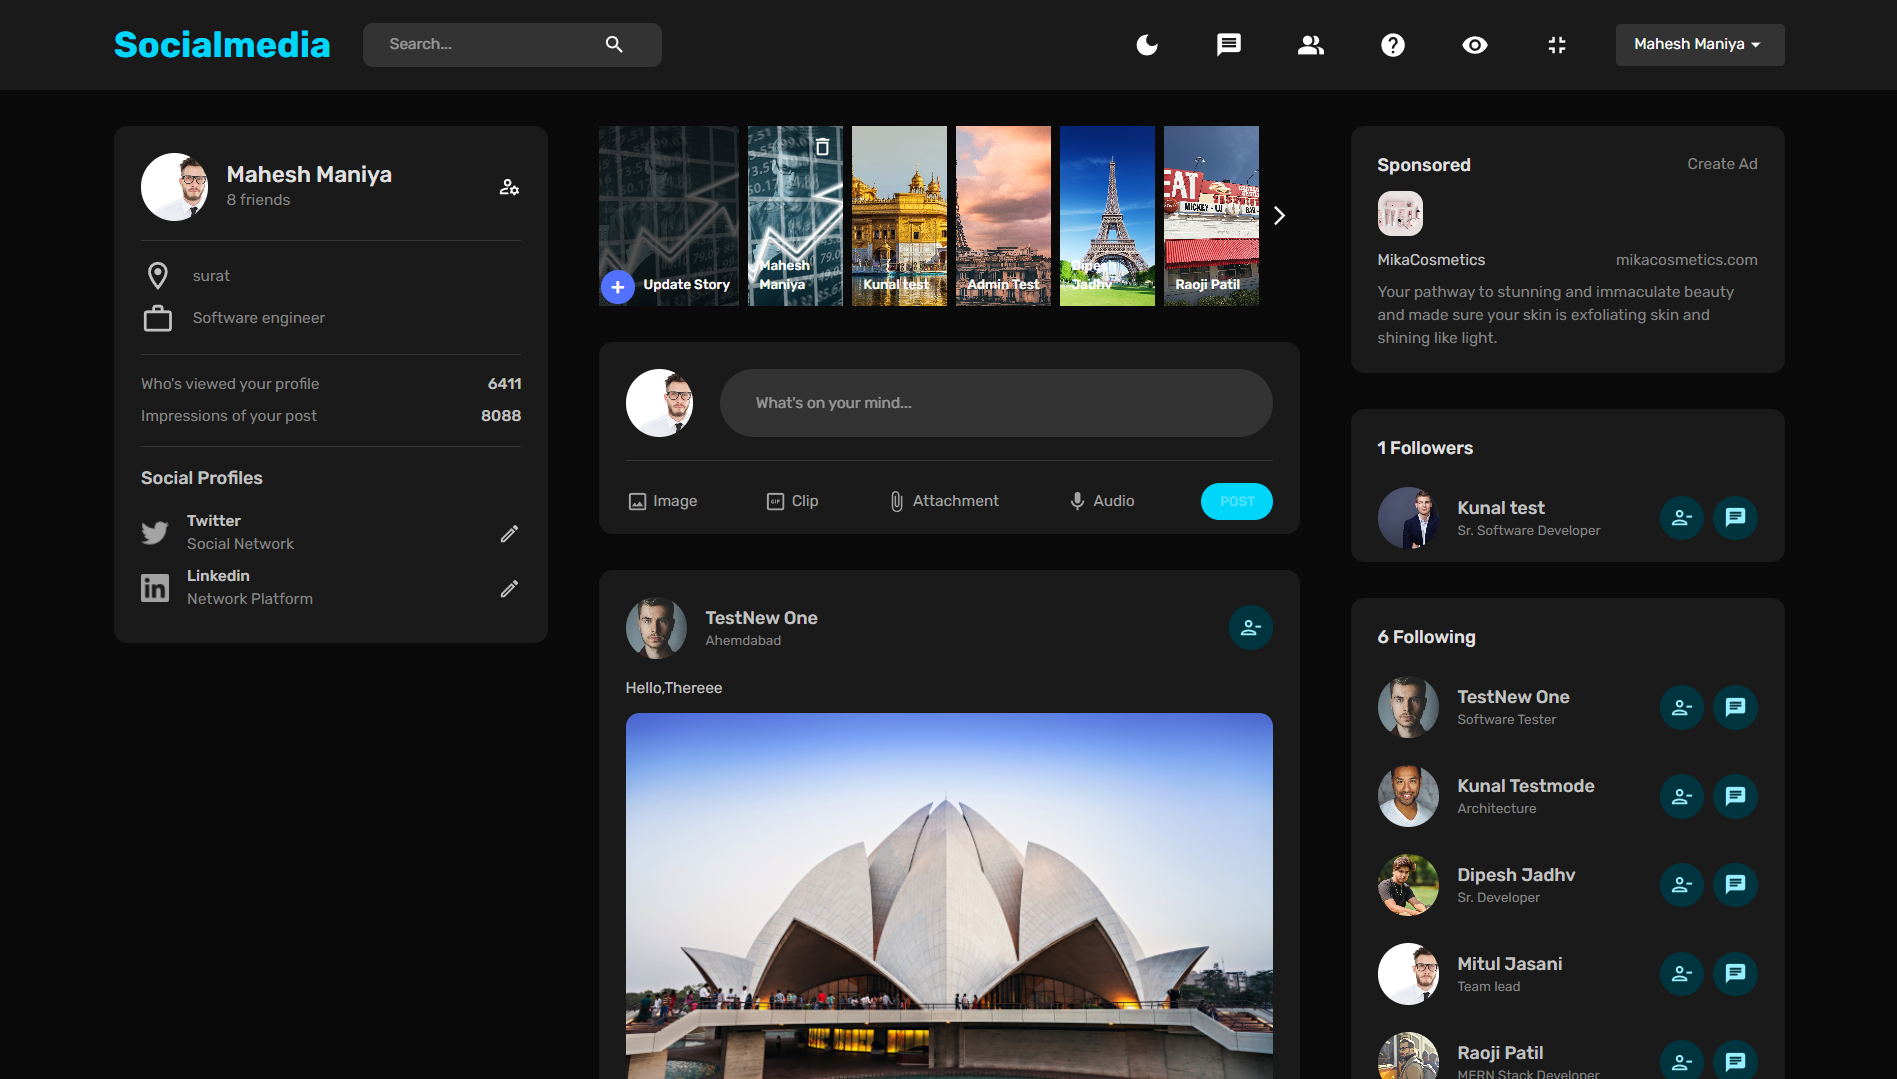 Socialmedia
Search...
Mahesh Maniya
Mahesh Maniya
8 friends
surat
Software engineer
Who's viewed your profile 6411
Impressions of your post 8088
Social Profiles
Twitter
Social Network
Linkedin
Network Platform
Update Story
Mahesh
Maniya
Kunal test
Admin Test
Dipesh
Jadhv
EAT
MICKEY - U
Raoji Patil
What's on your mind...
Image
GIF
Clip
Attachment
Audio
POST
TestNew One
Ahemdabad
Hello,Thereee
Sponsored
Create Ad
MikaCosmetics
mikacosmetics.com
Your pathway to stunning and immaculate beauty
and made sure your skin is exfoliating skin and
shining like light.
1 Followers
Kunal test
Sr. Software Developer
6 Following
TestNew One
Software Tester
Kunal Testmode
Architecture
Dipesh Jadhv
Sr. Developer
Mitul Jasani
Team lead
Raoji Patil
MERN Stack Developer